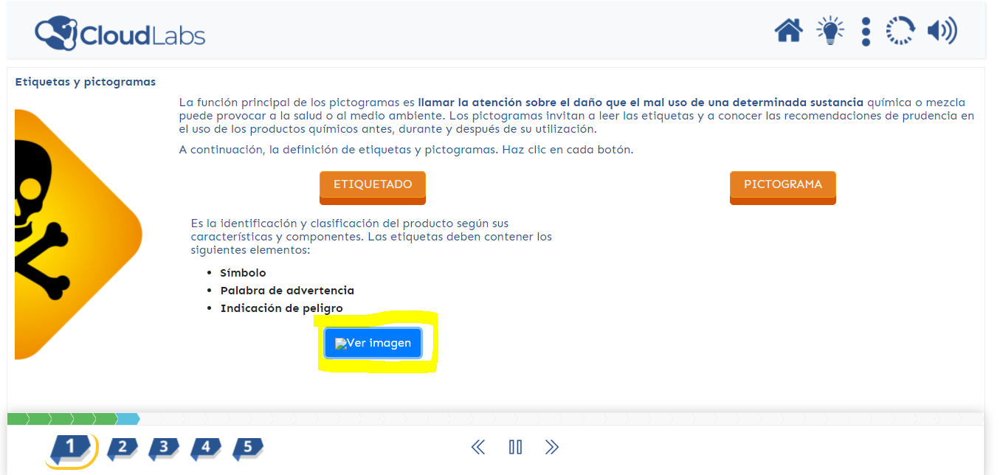 CloudLabs
Etiquetas y pictogramas
La función principal de los pictogramas es llamar la atención sobre el daño que el mal uso de una determinada sustancia química o mezcla
puede provocar a la salud o al medio ambiente. Los pictogramas invitan a leer las etiquetas y a conocer las recomendaciones de prudencia en
el uso de los productos químicos antes, durante y después de su utilización.
A continuación, la definición de etiquetas y pictogramas. Haz clic en cada botón.
ETIQUETADO
PICTOGRAMA
Es la identificación y clasificación del producto según sus
características y componentes. Las etiquetas deben contener los
siguientes elementos:
• Símbolo
• Palabra de advertencia
• Indicación de peligro
Ver imagen
1 2 3 4 5